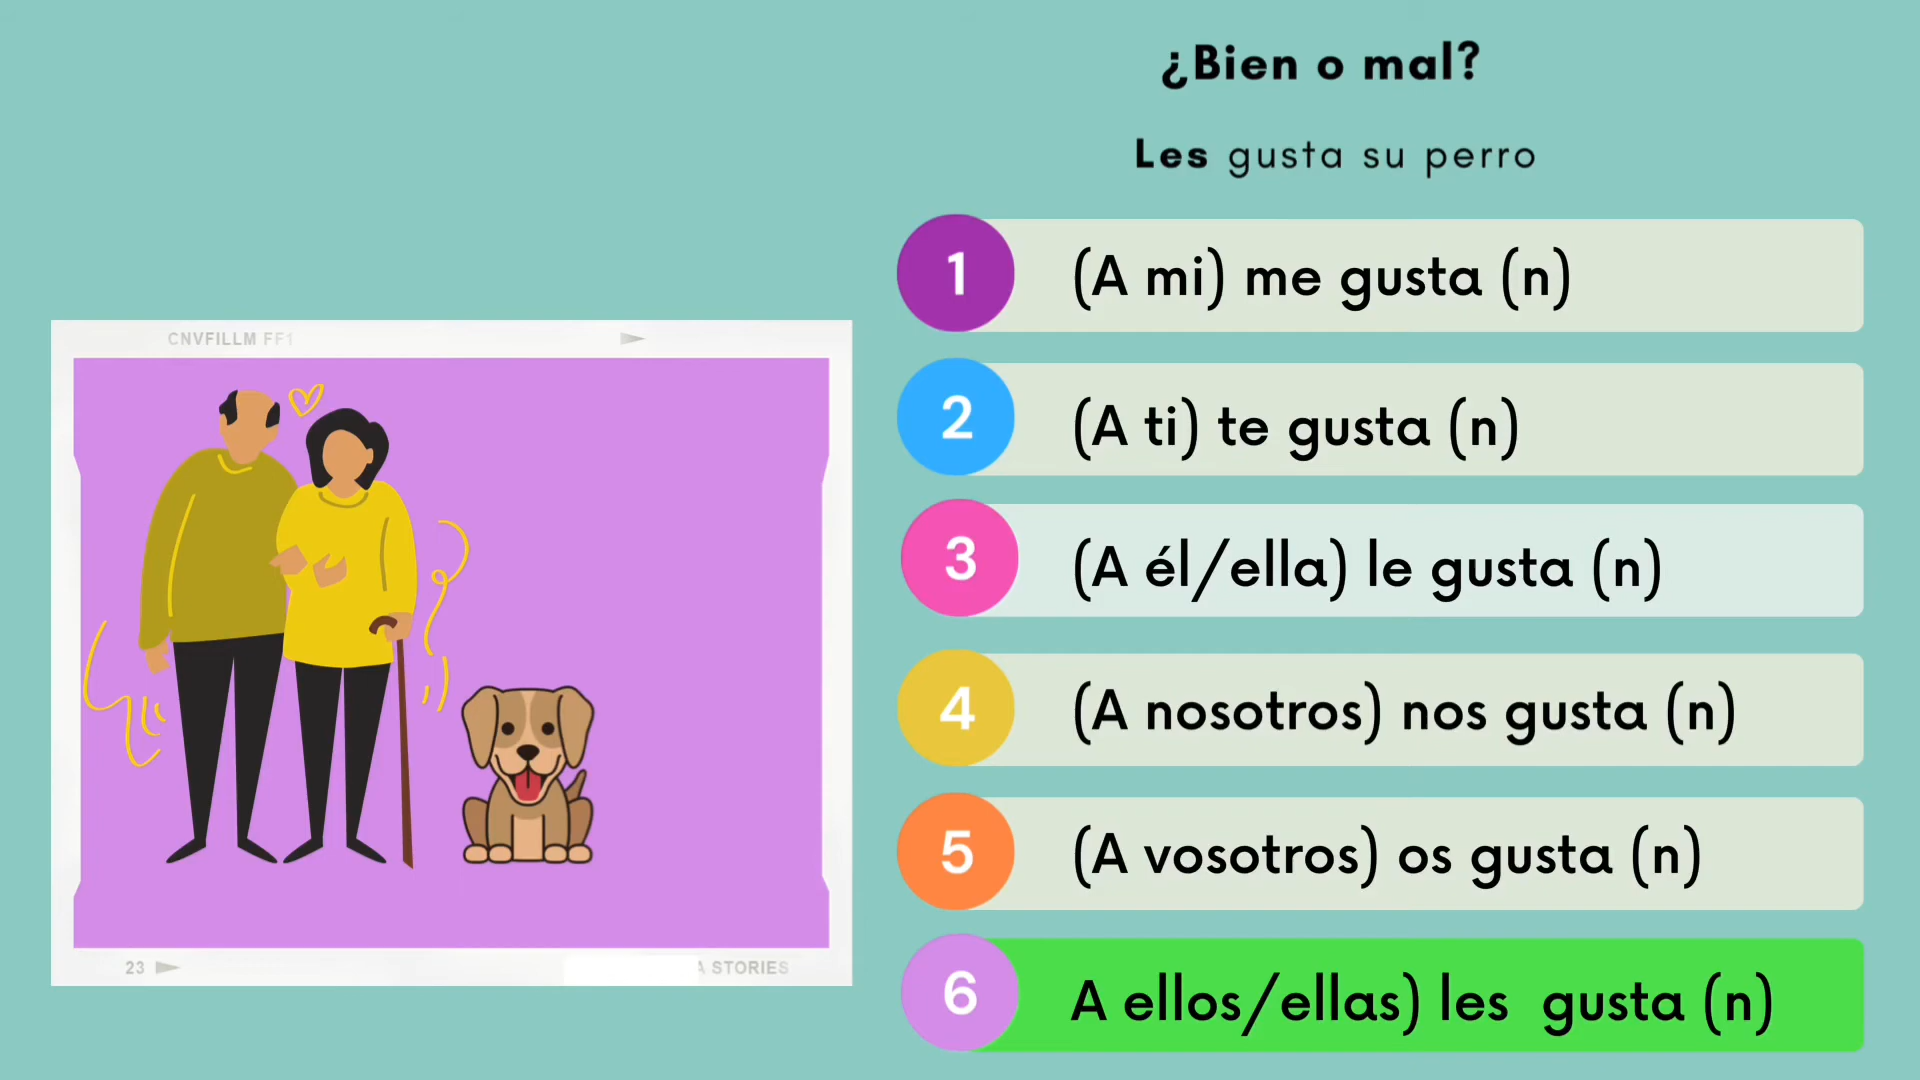 ¿Bien o mal?
Les gusta su perro
1 (A mi) me gusta (n)
2 (A ti) te gusta (n)
3 (A él/ella) le gusta (n)
4 (A nosotros) nos gusta (n)
5 (A vosotros) os gusta (n)
6 A ellos/ellas) les gusta (n)
CNVFILLM FF1
23
A STORIES